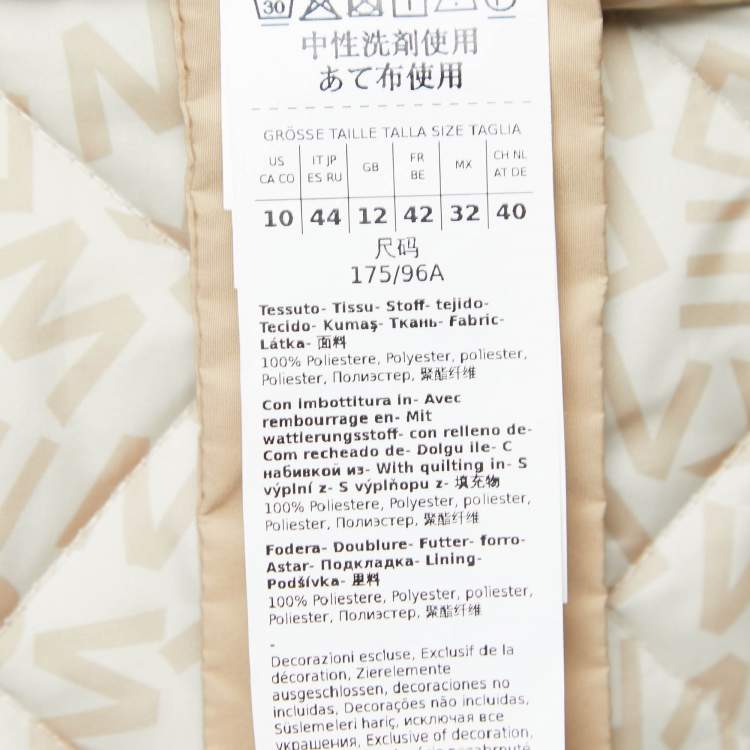 30
中性洗剤使用
あて布使用
GRÖSSE TAILLE TALLA SIZE TAGLIA
US CA CO IT JP ES RU GB FR BE MX CH NL AT DE
10 44 12 42 32 40
尺码
175/96A
Tessuto- Tissu- Stoff- tejido-
Tecido- Kumaş- Ткань- Fabric-
Látka- 面料
100% Poliestere, Polyester, poliester,
Poliester, Полиэстер, 聚酯纤维
Con imbottitura in- Avec
rembourrage en- Mit
wattierungsstoff- con relleno de-
Com recheado de- Dolgu ile- С
набивкой из- With quilting in- S
výplní z- S výplňopu z- 填充物
100% Poliestere, Polyester, poliester,
Poliester, Полиэстер, 聚酯纤维
Fodera- Doublure- Futter- forro-
Astar- Подкладка- Lining-
Podšívka- 里料
100% Poliestere, Polyester, poliester,
Poliester, Полиэстер, 聚酯纤维
-
Decorazioni escluse, Exclusif de la
décoration, Zierelemente
ausgeschlossen, decoraciones no
incluidas, Decorações não incluidas,
Süslemeleri hariç, исключая все
украшения, Exclusive of decoration,